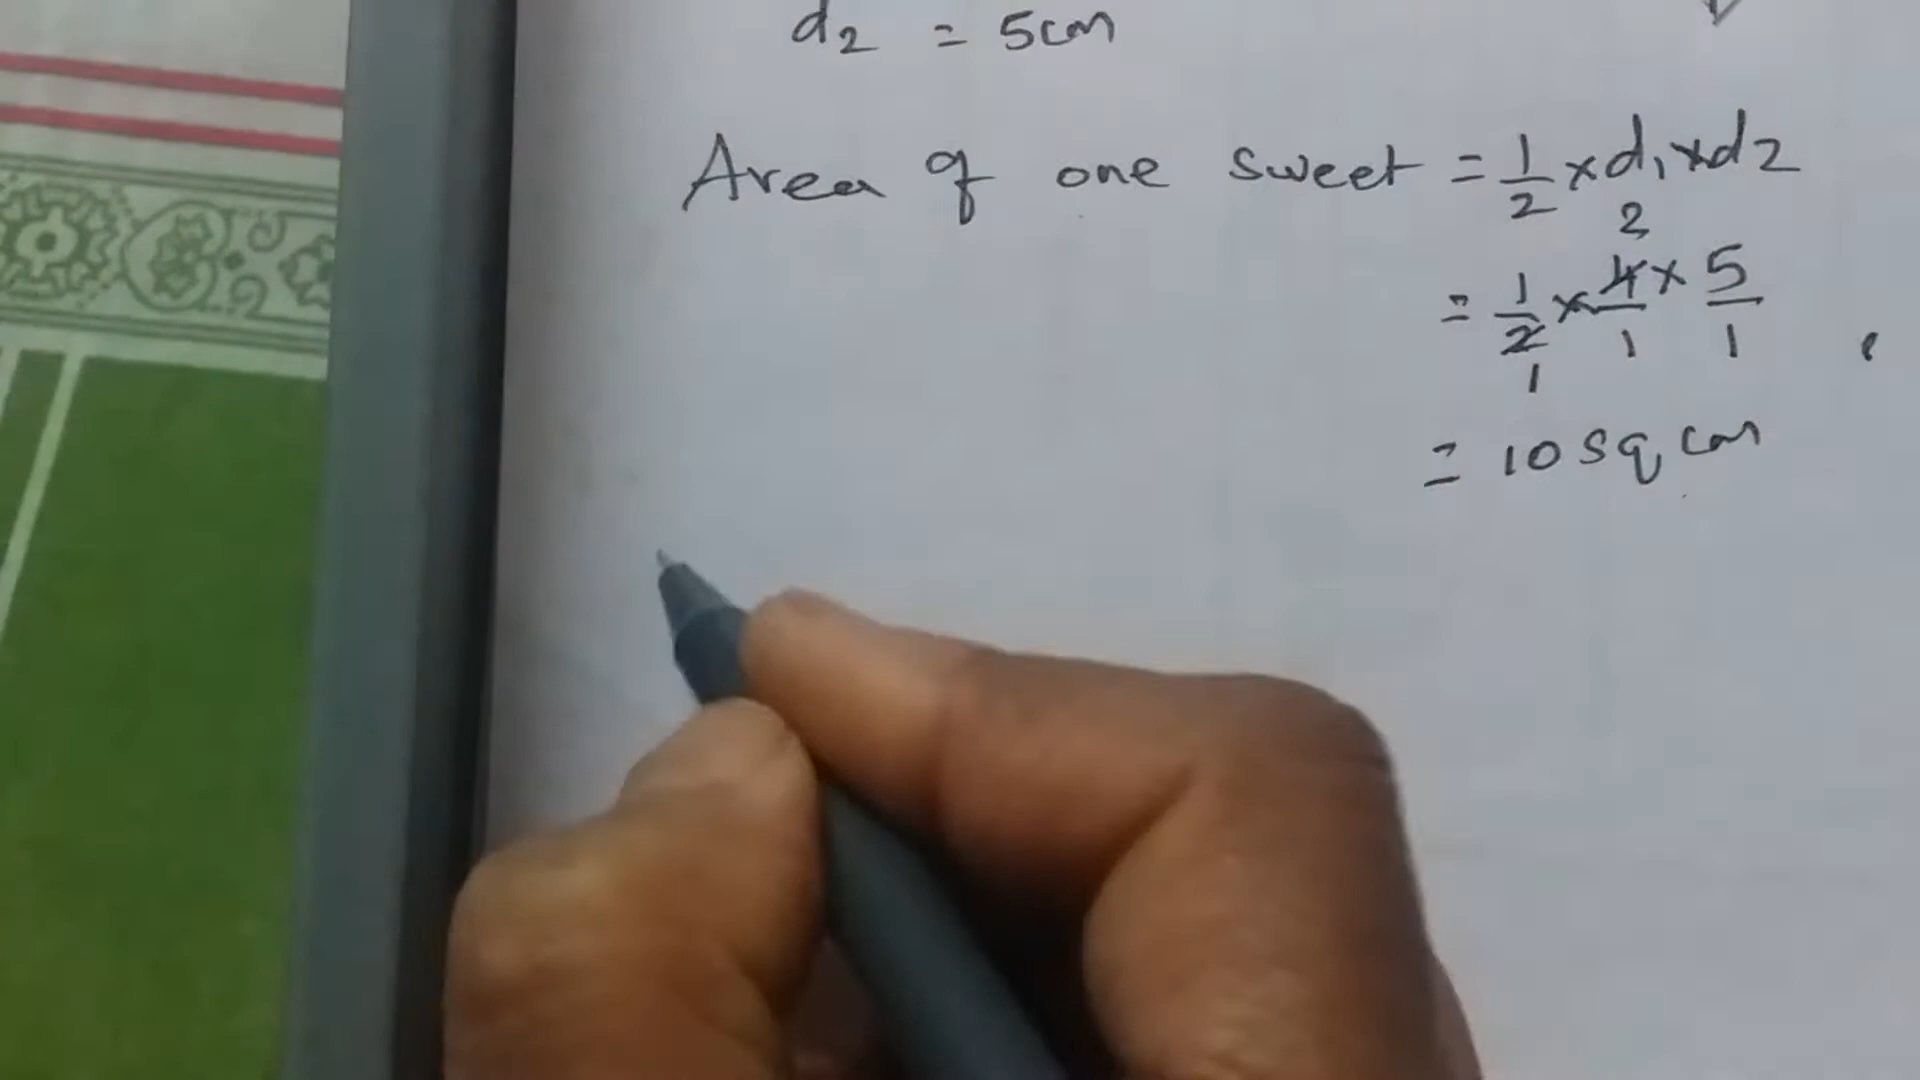 d2 = 5cm
Area of one sweet = 1/2 × d1 × d2
= 1/2 × 4/1 × 5/1
2
1
= 10 sq cm